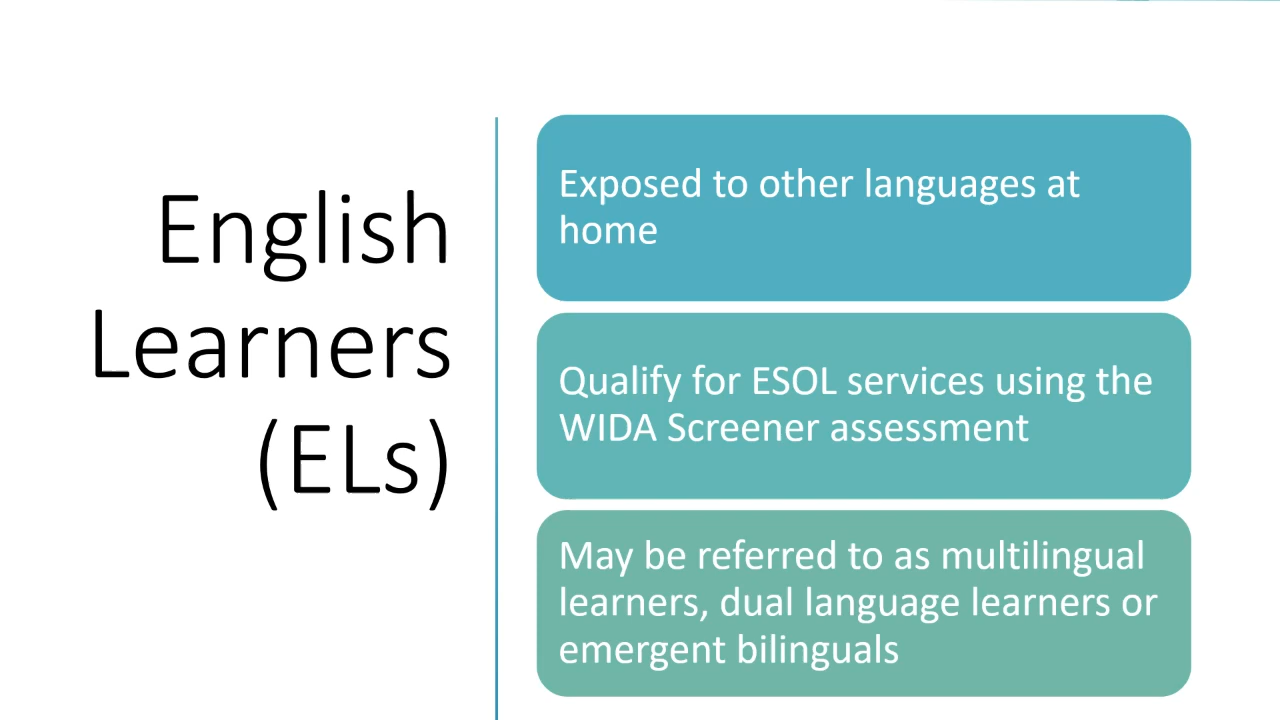 English
Learners
(ELs)
Exposed to other languages at
home
Qualify for ESOL services using the
WIDA Screener assessment
May be referred to as multilingual
learners, dual language learners or
emergent bilinguals